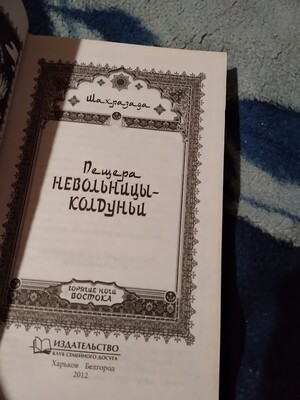 Шахразада
Пещера
НЕВОЛЬНИЦЫ-
КОЛДУНЬИ
ГОРЯЧИЕ НОЧИ
ВОСТОКА
ИЗДАТЕЛЬСТВО
КЛУБ СЕМЕЙНОГО ДОСУГА
Харьков Белгород
2012